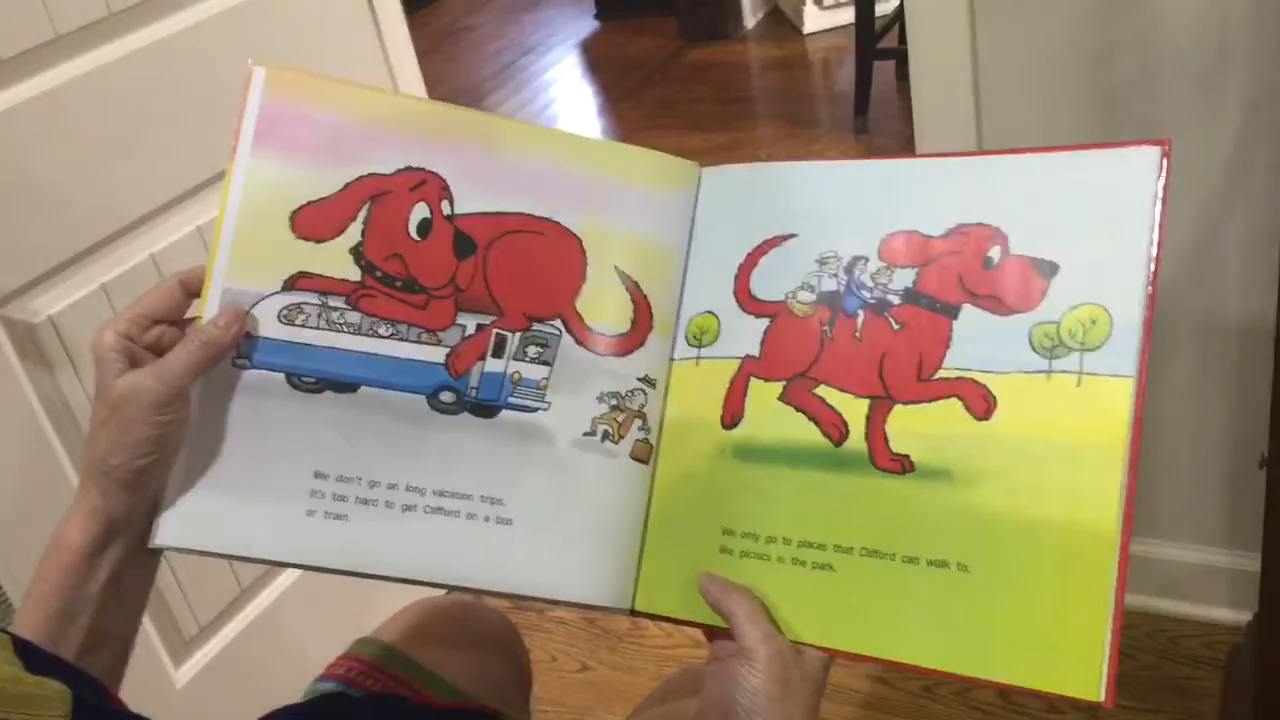 We don't go on long vacation trips.
It's too hard to get Clifford on a bus
or train.
We only go to places that Clifford can walk to,
like picnics in the park.